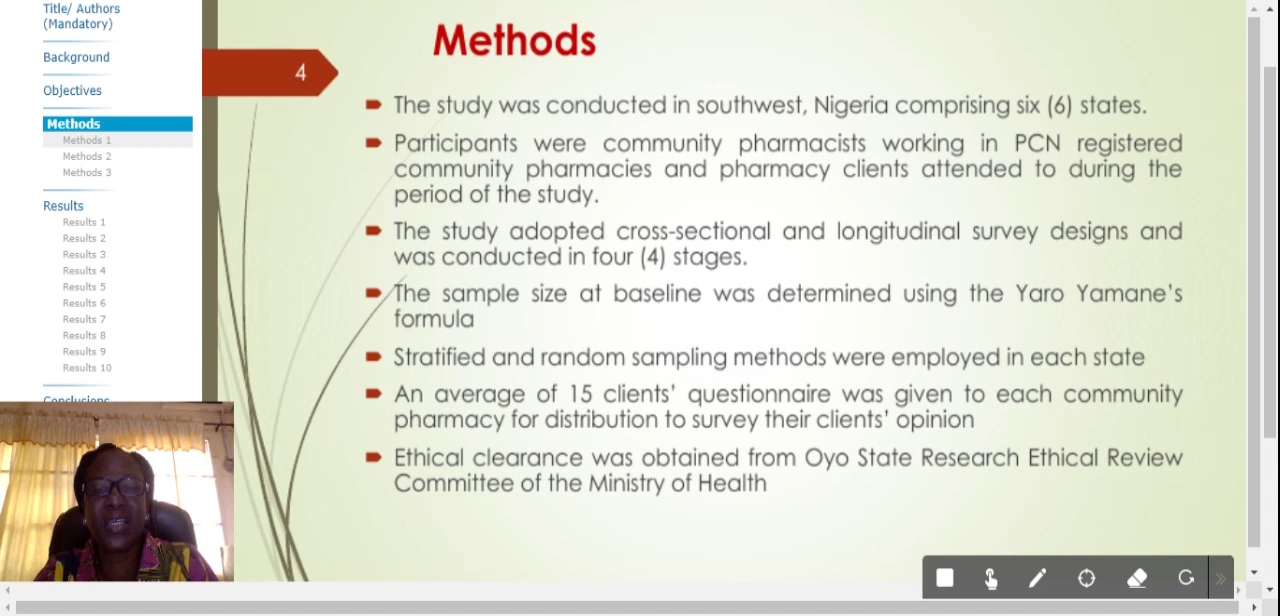 Title/ Authors
(Mandatory)
Background
Objectives
Methods
Methods 1
Methods 2
Methods 3
Results
Results 1
Results 2
Results 3
Results 4
Results 5
Results 6
Results 7
Results 8
Results 9
Results 10
Conclusions
4
Methods
The study was conducted in southwest, Nigeria comprising six (6) states.
Participants were community pharmacists working in PCN registered
community pharmacies and pharmacy clients attended to during the
period of the study.
The study adopted cross-sectional and longitudinal survey designs and
was conducted in four (4) stages.
The sample size at baseline was determined using the Yaro Yamane's
formula
Stratified and random sampling methods were employed in each state
An average of 15 clients' questionnaire was given to each community
pharmacy for distribution to survey their clients' opinion
Ethical clearance was obtained from Oyo State Research Ethical Review
Committee of the Ministry of Health